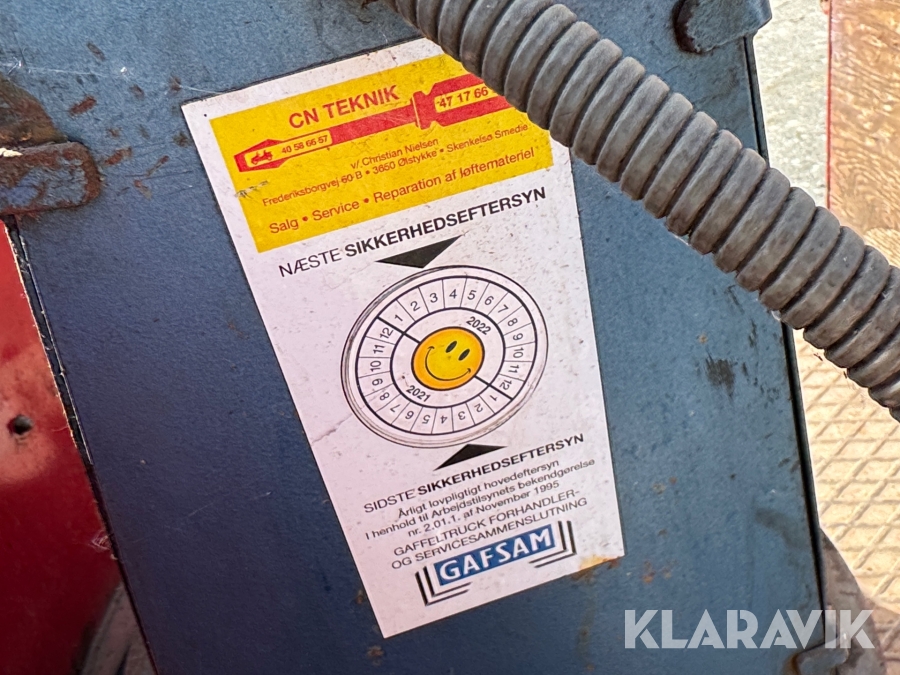 CN TEKNIK
40 58 66 57
47 17 66
v/ Christian Nielsen
Frederiksborgvej 60 B • 3650 Ølstykke • Skenkelsø Smedie
Salg • Service • Reparation af løftemateriel
NÆSTE SIKKERHEDSEFTERSYN
1 2 3 4 5 6 7 8 9 10 11 12
2022
2021
1 2 3 4 5 6 7 8 9 10 11 12
SIDSTE SIKKERHEDSEFTERSYN
Årligt lovpligtigt hovedeftersyn
I henhold til Arbejdstilsynets bekendgørelse
nr. 2.01.1. af November 1995
GAFFELTRUCK FORHANDLER-
OG SERVICESAMMENSLUTNING
GAFSAM
KLARAVIK